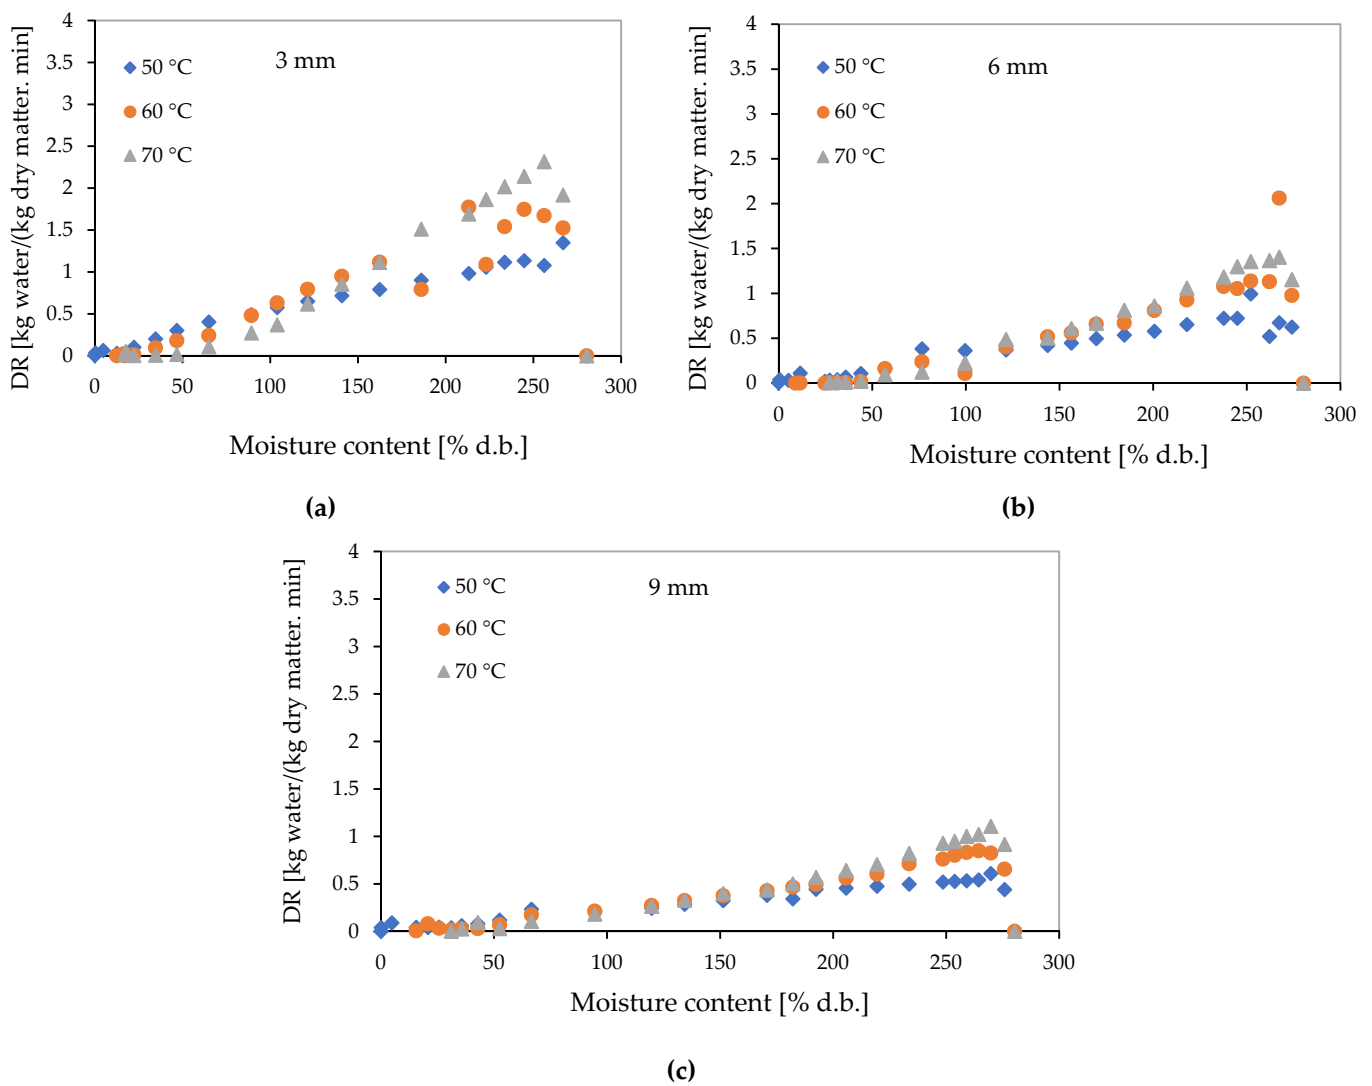 4
3.5
3
2.5
2
1.5
1
0.5
0
DR [kg water/(kg dry matter. min]
3 mm
50 °C
60 °C
70 °C
0 50 100 150 200 250 300
Moisture content [% d.b.]
(a)
4
3.5
3
2.5
2
1.5
1
0.5
0
DR [kg water/(kg dry matter. min]
6 mm
50 °C
60 °C
70 °C
0 50 100 150 200 250 300
Moisture content [% d.b.]
(b)
4
3.5
3
2.5
2
1.5
1
0.5
0
DR [kg water/(kg dry matter. min]
9 mm
50 °C
60 °C
70 °C
0 50 100 150 200 250 300
Moisture content [% d.b.]
(c)